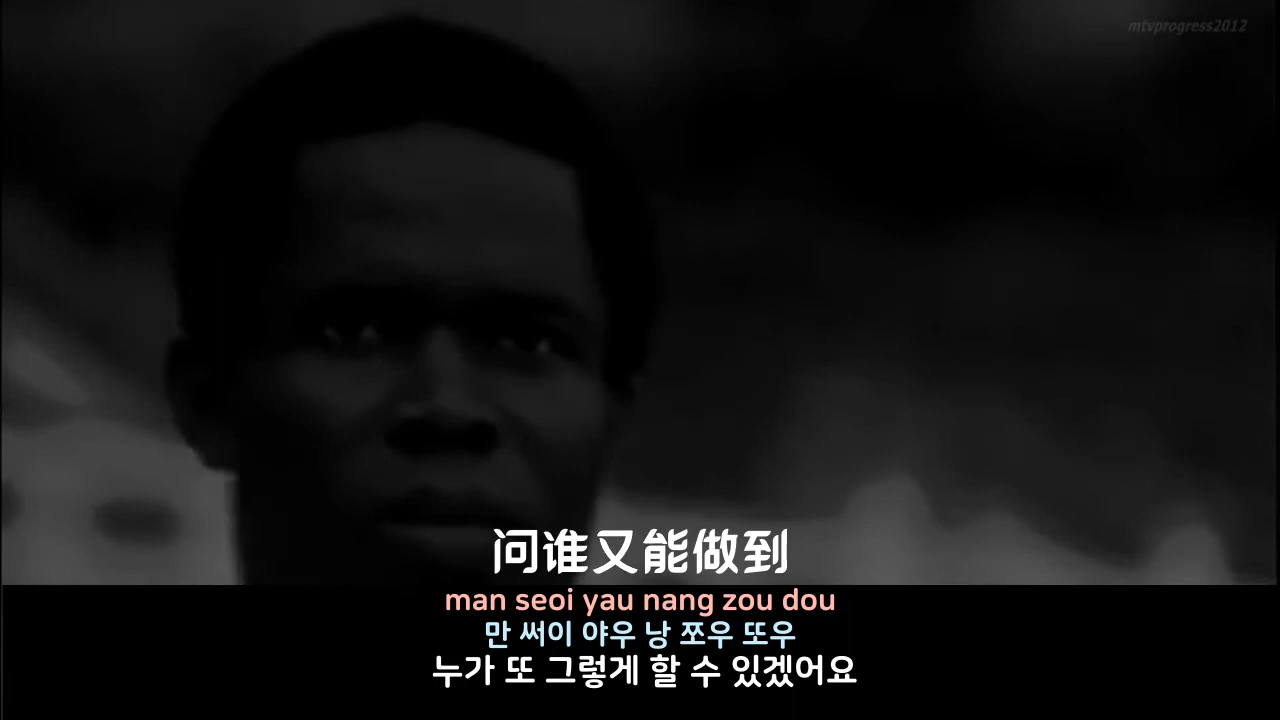 mtvprogress2012
问谁又能做到
man seoi yau nang zou dou
만 써이 야우 낭 쪼우 또우
누가 또 그렇게 할 수 있겠어요